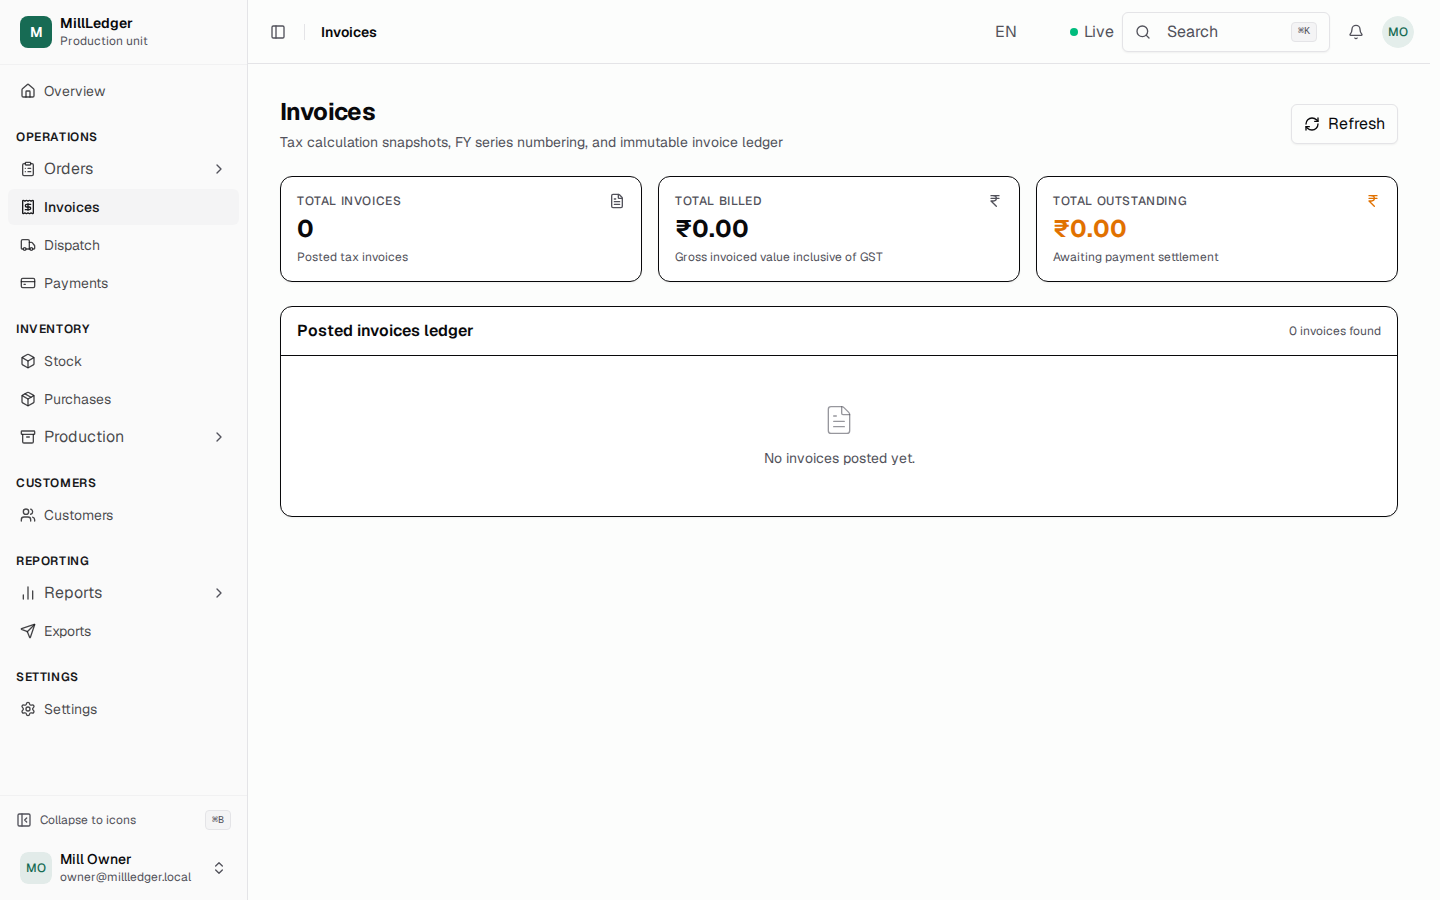 M
MillLedger
Production unit
Overview
OPERATIONS
Orders
Invoices
Dispatch
Payments
INVENTORY
Stock
Purchases
Production
CUSTOMERS
Customers
REPORTING
Reports
Exports
SETTINGS
Settings
Collapse to icons
⌘B
MO
Mill Owner
owner@millledger.local
Invoices
EN
Live
Search
⌘K
MO
Invoices
Tax calculation snapshots, FY series numbering, and immutable invoice ledger
Refresh
TOTAL INVOICES
0
Posted tax invoices
TOTAL BILLED
₹
₹0.00
Gross invoiced value inclusive of GST
TOTAL OUTSTANDING
₹
₹0.00
Awaiting payment settlement
Posted invoices ledger
0 invoices found
No invoices posted yet.